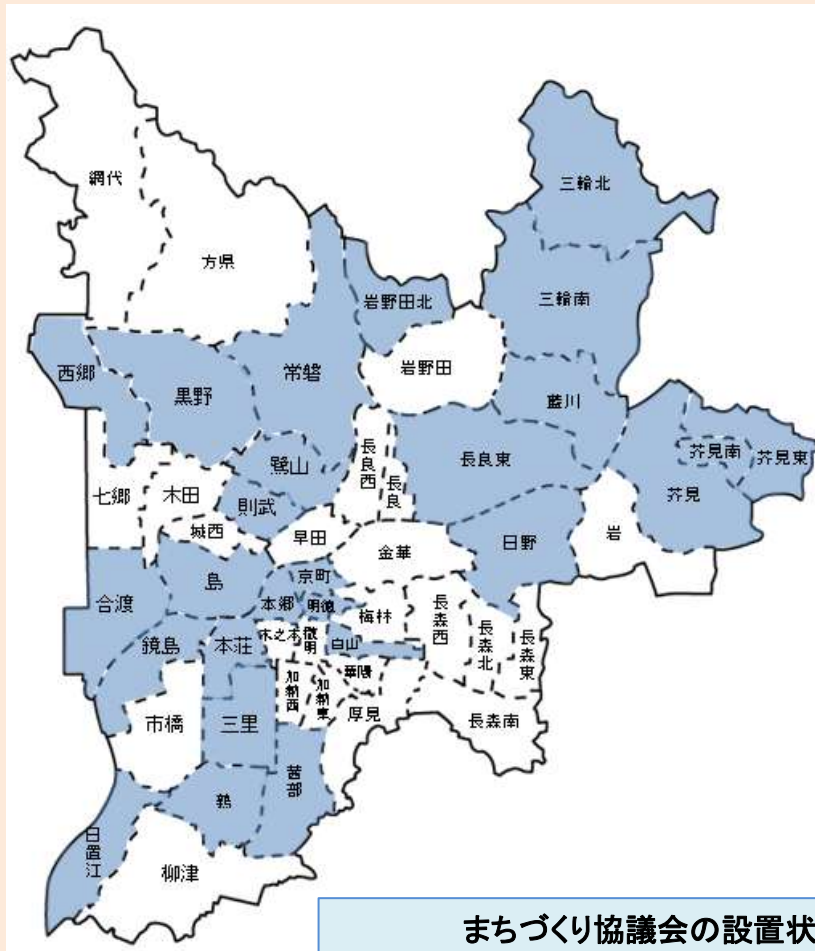 網代
三輪北
方県
岩野田北
三輪南
岩野田
西郷
黒野
常磐
藍川
鷺山
長良西
長良
長良東
芥見南
芥見東
芥見
七郷
木田
則武
城西
早田
金華
日野
岩
合渡
島
京町
本郷
明徳
梅林
長森西
長森北
長森東
鏡島
本荘
木之本
徹明
白山
華陽
加納西
加納東
厚見
長森南
市橋
三里
茜部
鶉
日置江
柳津
まちづくり協議会の設置状